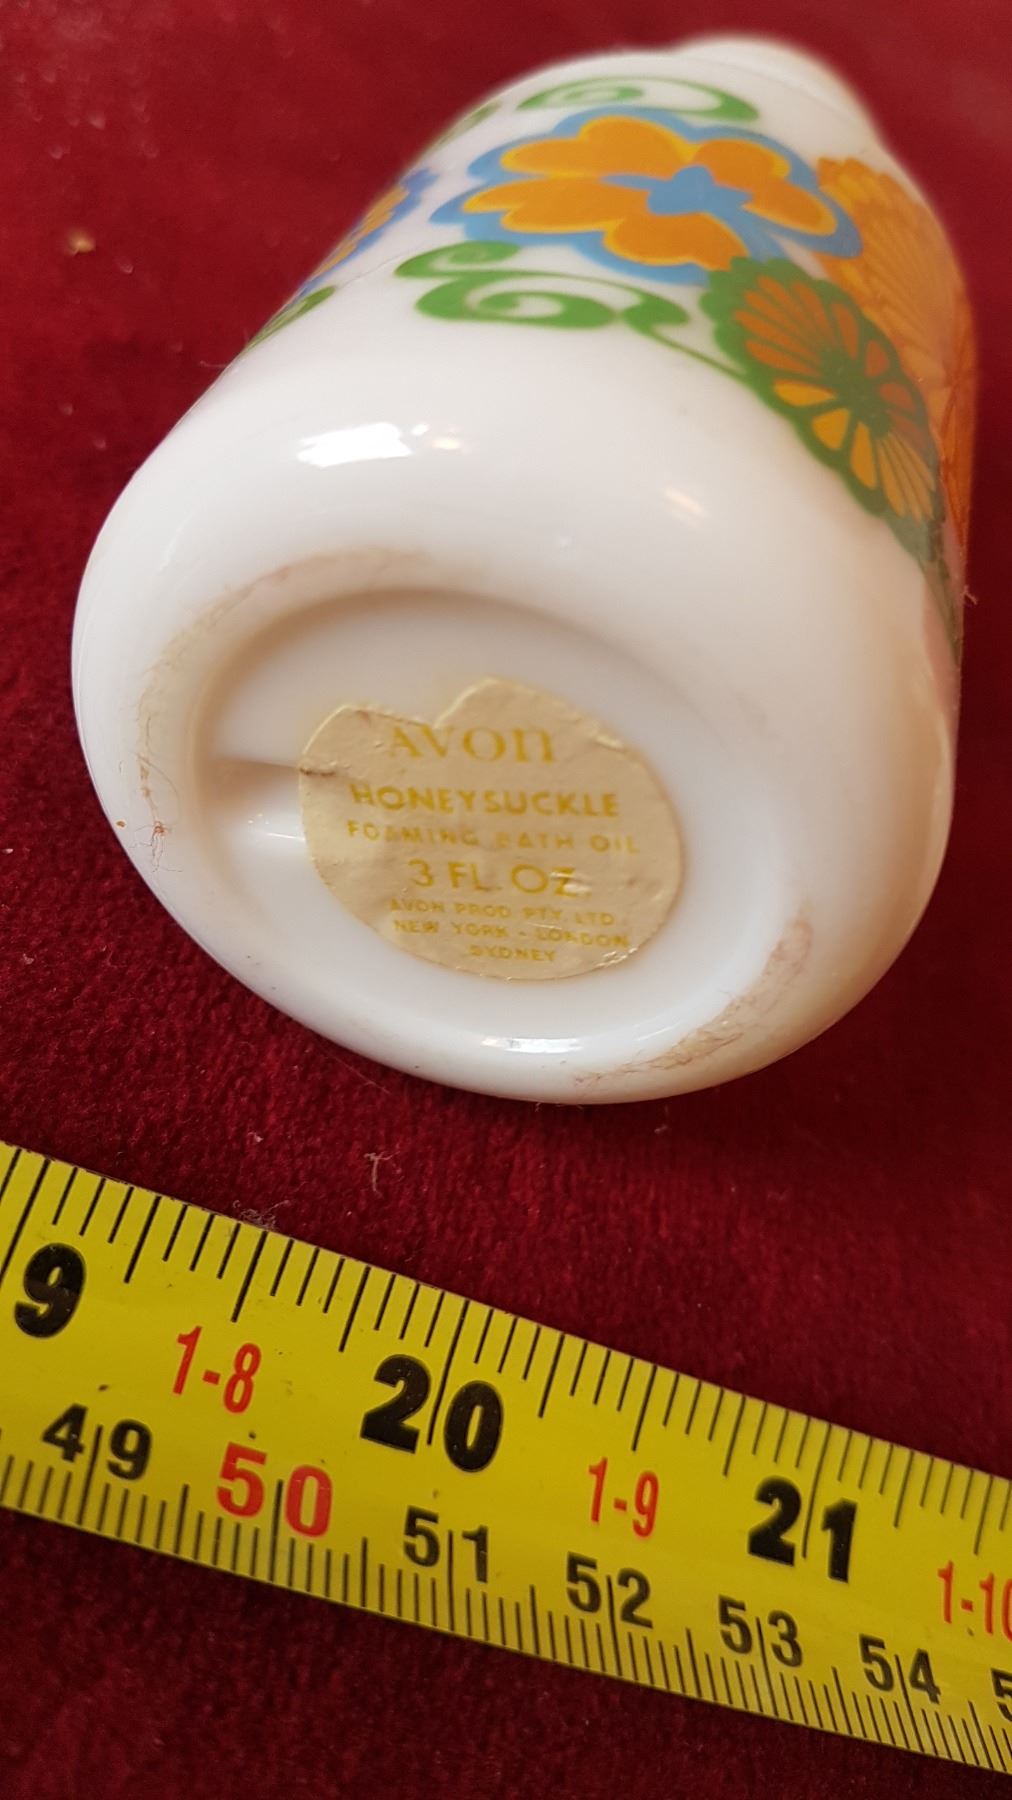 AVON
HONEYSUCKLE
FOAMING BATH OIL
3 FL. OZ.
AVON PROD PTY. LTD
NEW YORK - LONDON
SYDNEY
9 1-8 20 1-9 21 1-10
49 50 51 52 53 54 5